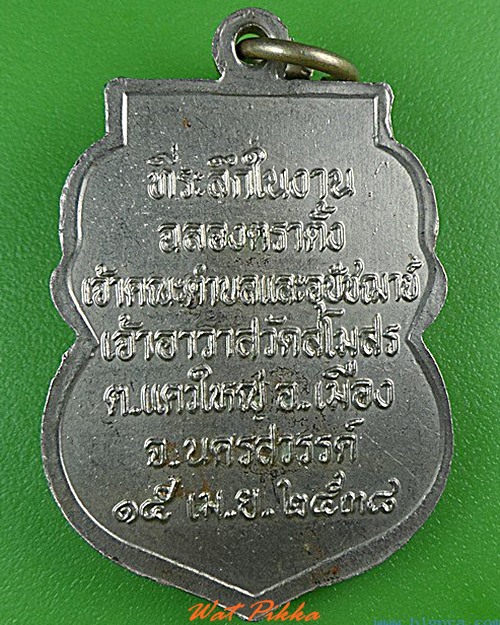 ที่ระลึกในงาน
ฉลองตราตั้ง
เจ้าคณะตำบลและอุปัชฌาย์
เจ้าอาวาสวัดสโมสร
ต.แควใหญ่ อ.เมือง
จ.นครสวรรค์
๑๕ เม.ย. ๒๕๓๘
Wat Pikka